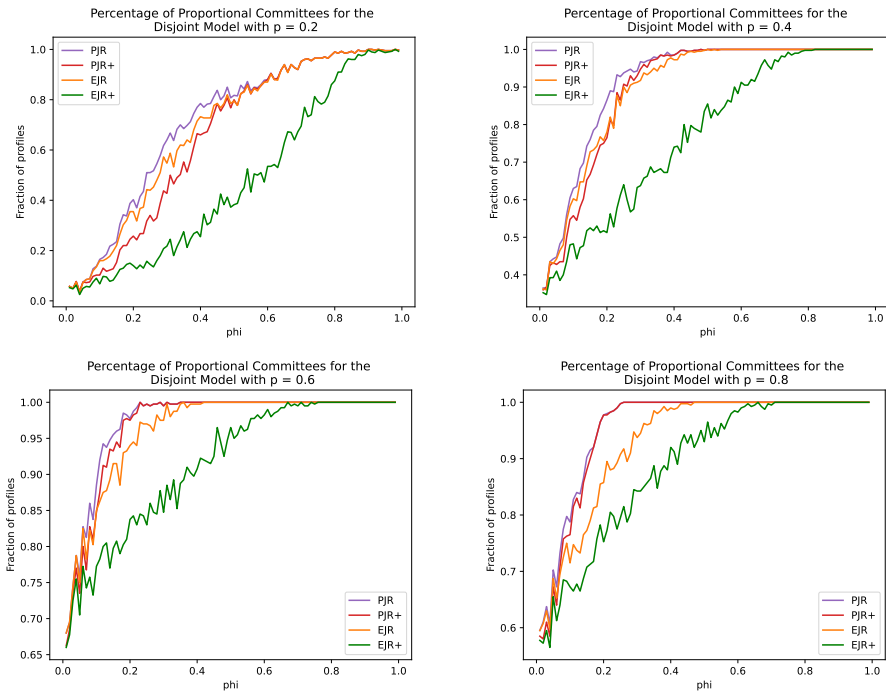 Percentage of Proportional Committees for the
Disjoint Model with p = 0.2
Fraction of profiles
1.0
0.8
0.6
0.4
0.2
0.0
PJR
PJR+
EJR
EJR+
0.0 0.2 0.4 0.6 0.8 1.0
phi
Percentage of Proportional Committees for the
Disjoint Model with p = 0.4
Fraction of profiles
1.0
0.9
0.8
0.7
0.6
0.5
0.4
PJR
PJR+
EJR
EJR+
0.0 0.2 0.4 0.6 0.8 1.0
phi
Percentage of Proportional Committees for the
Disjoint Model with p = 0.6
Fraction of profiles
1.00
0.95
0.90
0.85
0.80
0.75
0.70
0.65
PJR
PJR+
EJR
EJR+
0.0 0.2 0.4 0.6 0.8 1.0
phi
Percentage of Proportional Committees for the
Disjoint Model with p = 0.8
Fraction of profiles
1.0
0.9
0.8
0.7
0.6
PJR
PJR+
EJR
EJR+
0.0 0.2 0.4 0.6 0.8 1.0
phi